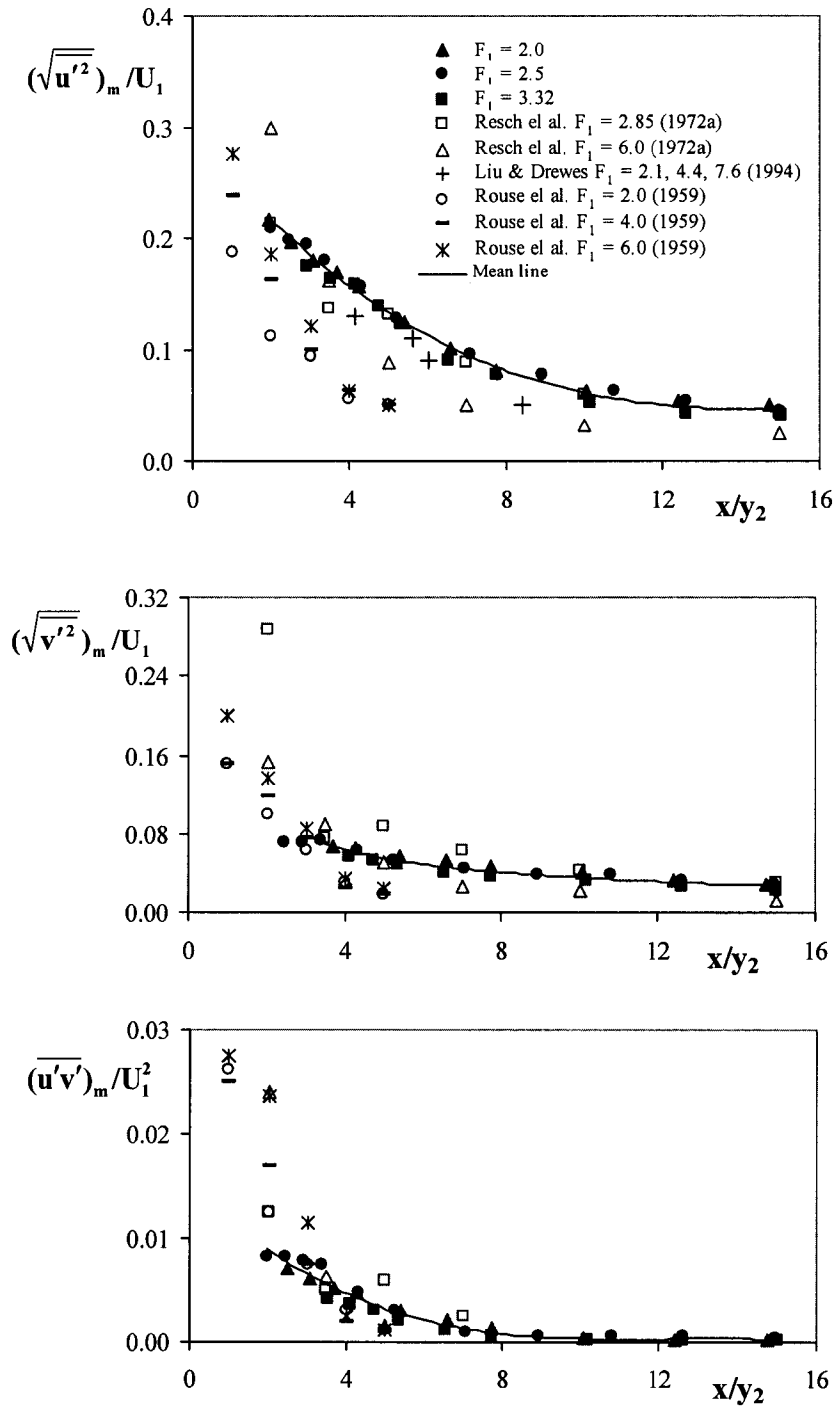 0.4
(√u′²)ₘ/U₁
0.3
0.2
0.1
0.0
F₁ = 2.0
F₁ = 2.5
F₁ = 3.32
Resch el al. F₁ = 2.85 (1972a)
Resch el al. F₁ = 6.0 (1972a)
Liu & Drewes F₁ = 2.1, 4.4, 7.6 (1994)
Rouse el al. F₁ = 2.0 (1959)
Rouse el al. F₁ = 4.0 (1959)
Rouse el al. F₁ = 6.0 (1959)
Mean line
0 4 8 12 16
x/y₂
0.32
(√v′²)ₘ/U₁
0.24
0.16
0.08
0.00
0 4 8 12 16
x/y₂
0.03
(u′v′)ₘ/U₁²
0.02
0.01
0.00
0 4 8 12 16
x/y₂